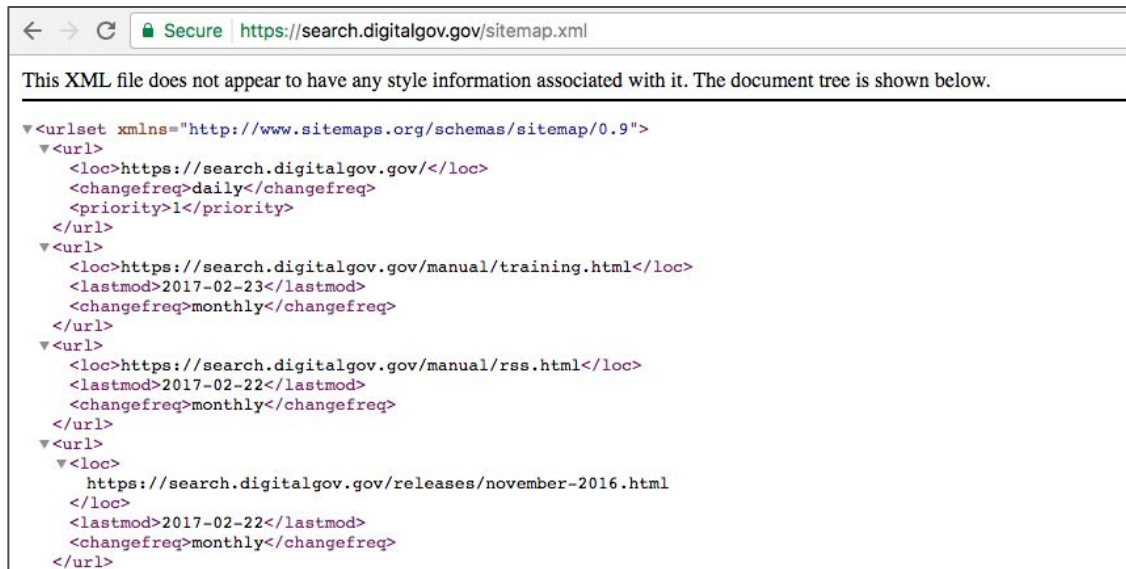 Secure https://search.digitalgov.gov/sitemap.xml
This XML file does not appear to have any style information associated with it. The document tree is shown below.
▼<urlset xmlns="http://www.sitemaps.org/schemas/sitemap/0.9">
▼<url>
<loc>https://search.digitalgov.gov/</loc>
<changefreq>daily</changefreq>
<priority>1</priority>
</url>
▼<url>
<loc>https://search.digitalgov.gov/manual/training.html</loc>
<lastmod>2017-02-23</lastmod>
<changefreq>monthly</changefreq>
</url>
▼<url>
<loc>https://search.digitalgov.gov/manual/rss.html</loc>
<lastmod>2017-02-22</lastmod>
<changefreq>monthly</changefreq>
</url>
▼<url>
▼<loc>
https://search.digitalgov.gov/releases/november-2016.html
</loc>
<lastmod>2017-02-22</lastmod>
<changefreq>monthly</changefreq>
</url>